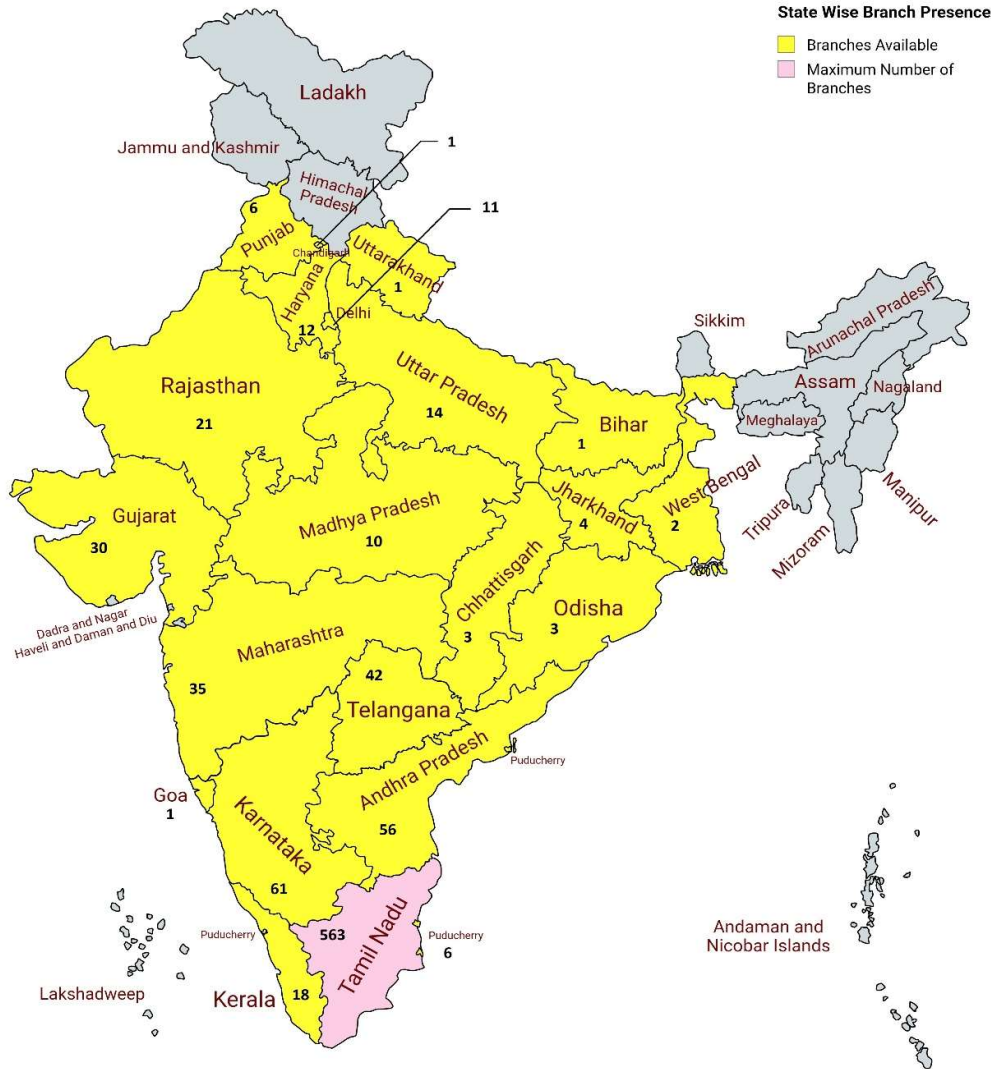 State Wise Branch Presence
Branches Available
Maximum Number of
Branches
Ladakh
Jammu and Kashmir
1
Himachal
Pradesh
6
11
Punjab
Chandigarh
Uttarakhand
1
Haryana
12
Delhi
Sikkim
Arunachal Pradesh
Rajasthan
21
Uttar Pradesh
14
Assam
Nagaland
Bihar
1
Meghalaya
Gujarat
30
Madhya Pradesh
10
Jharkhand
4
West Bengal
2
Tripura
Manipur
Mizoram
Chhattisgarh
3
Odisha
3
Dadra and Nagar
Haveli and Daman and Diu
Maharashtra
35
42
Telangana
Andhra Pradesh
56
Puducherry
Goa
1
Karnataka
61
Puducherry
563
Tamil Nadu
Puducherry
6
Andaman and
Nicobar Islands
Lakshadweep
Kerala
18